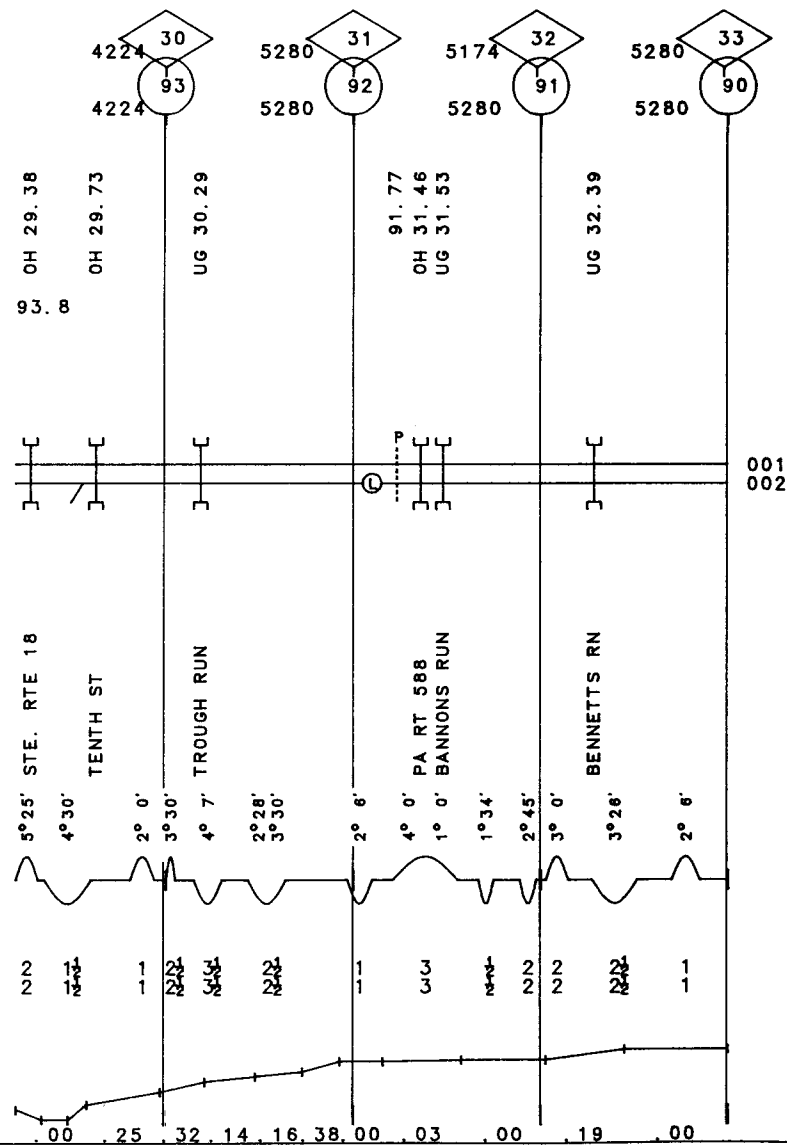 30 31 32 33
4224 5280 5174 5280
93 92 91 90
4224 5280 5280 5280
OH 29.38
OH 29.73
UG 30.29
91.77
OH 31.46
UG 31.53
UG 32.39
93.8
P
001
L
002
STE. RTE 18
TENTH ST
TROUGH RUN
PA RT 588
BANNONS RUN
BENNETTS RN
5°25'
4°30'
2° 0'
3°30'
4° 7'
2°28'
3°30'
2° 6'
4° 0'
1° 0'
1°34'
2°45'
3° 0'
3°26'
2° 6'
2 1½ 1 2½ 3½ 2½ 1 3 ½ 2 2 2½ 1
2 1½ 1 2½ 3½ 2½ 1 3 ½ 2 2 2½ 1
.00 .25 .32 .14 .16 .38 .00 .03 .00 .19 .00